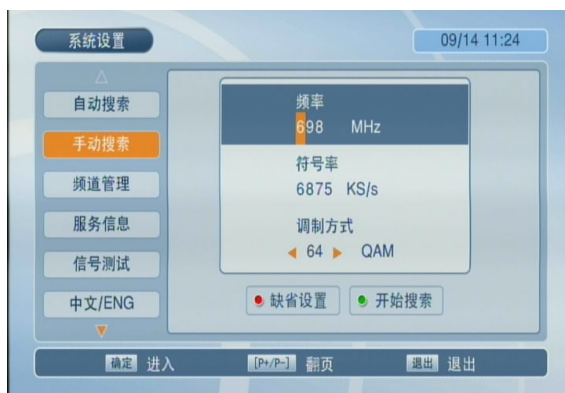 系统设置
09/14 11:24
自动搜索
手动搜索
频道管理
服务信息
信号测试
中文/ENG
频率
698 MHz
符号率
6875 KS/s
调制方式
64 QAM
缺省设置
开始搜索
确定 进入
[P+/P-] 翻页
退出 退出